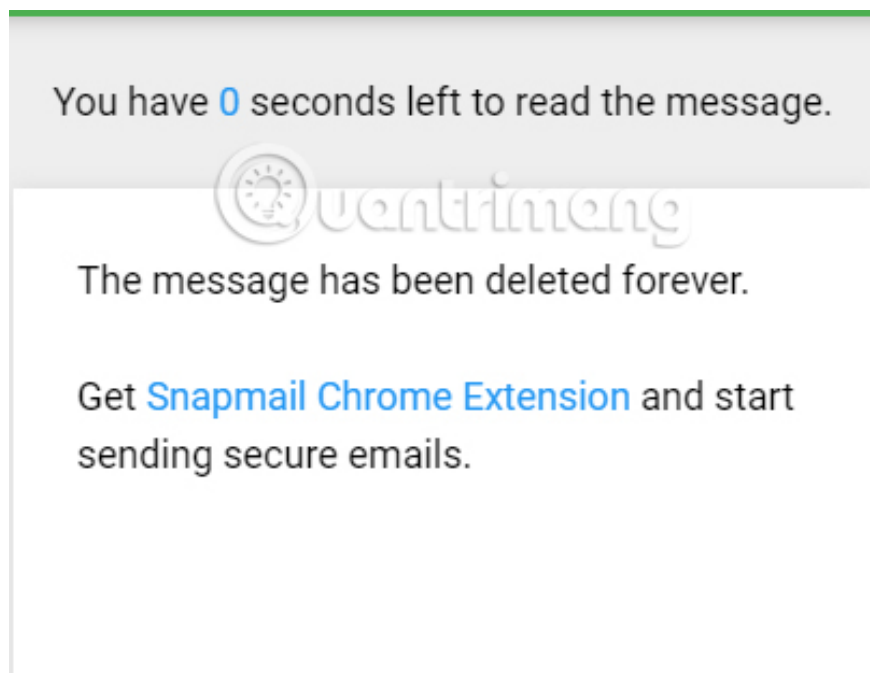 You have 0 seconds left to read the message.
Quantrimang
The message has been deleted forever.
Get Snapmail Chrome Extension and start
sending secure emails.